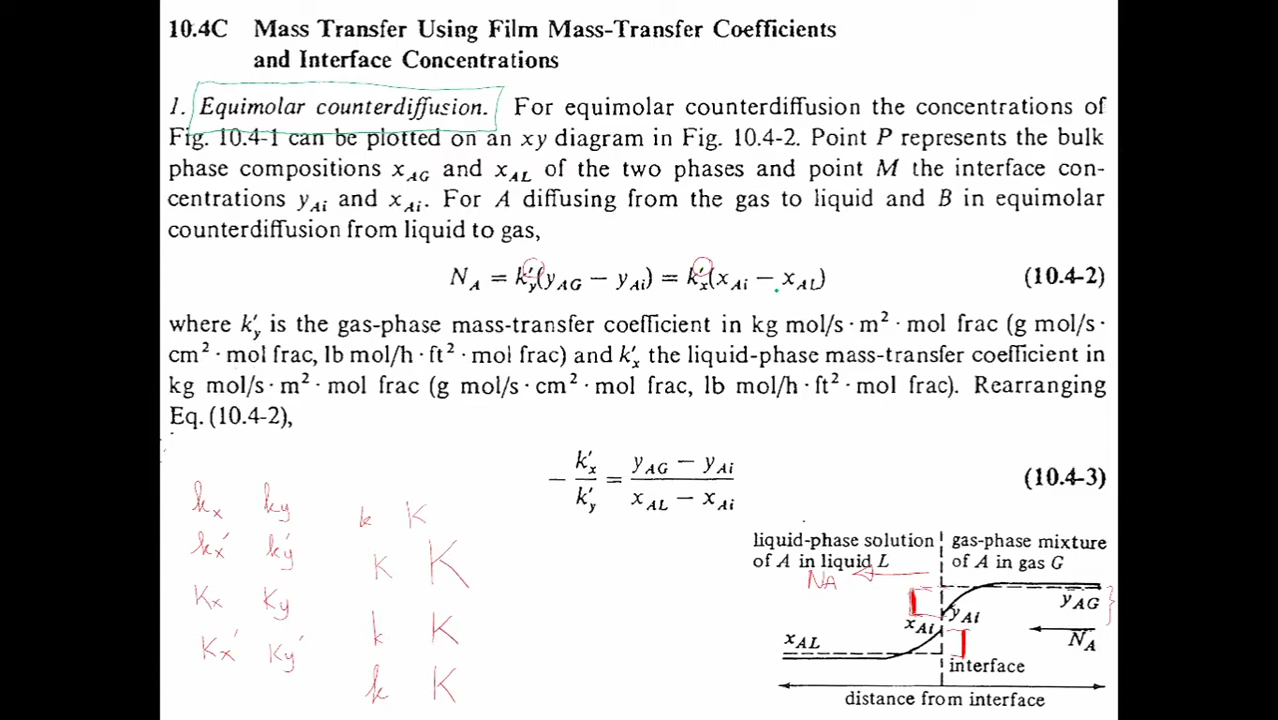 10.4C Mass Transfer Using Film Mass-Transfer Coefficients
and Interface Concentrations
1. Equimolar counterdiffusion. For equimolar counterdiffusion the concentrations of
Fig. 10.4-1 can be plotted on an xy diagram in Fig. 10.4-2. Point P represents the bulk
phase compositions x_AG and x_AL of the two phases and point M the interface con-
centrations y_Ai and x_Ai. For A diffusing from the gas to liquid and B in equimolar
counterdiffusion from liquid to gas,
N_A = k'_y(y_AG − y_Ai) = k'_x(x_Ai − x_AL) (10.4-2)
where k'_y is the gas-phase mass-transfer coefficient in kg mol/s · m² · mol frac (g mol/s ·
cm² · mol frac, lb mol/h · ft² · mol frac) and k'_x the liquid-phase mass-transfer coefficient in
kg mol/s · m² · mol frac (g mol/s · cm² · mol frac, lb mol/h · ft² · mol frac). Rearranging
Eq. (10.4-2),
− k'_x / k'_y = (y_AG − y_Ai) / (x_AL − x_Ai) (10.4-3)
k_x k_y
k_x' k_y'
K_x K_y
K_x' K_y'
k K
k K
k K
k K
liquid-phase solution
of A in liquid L
gas-phase mixture
of A in gas G
N_A
y_AG
y_Ai
x_Ai
N_A
x_AL
interface
distance from interface